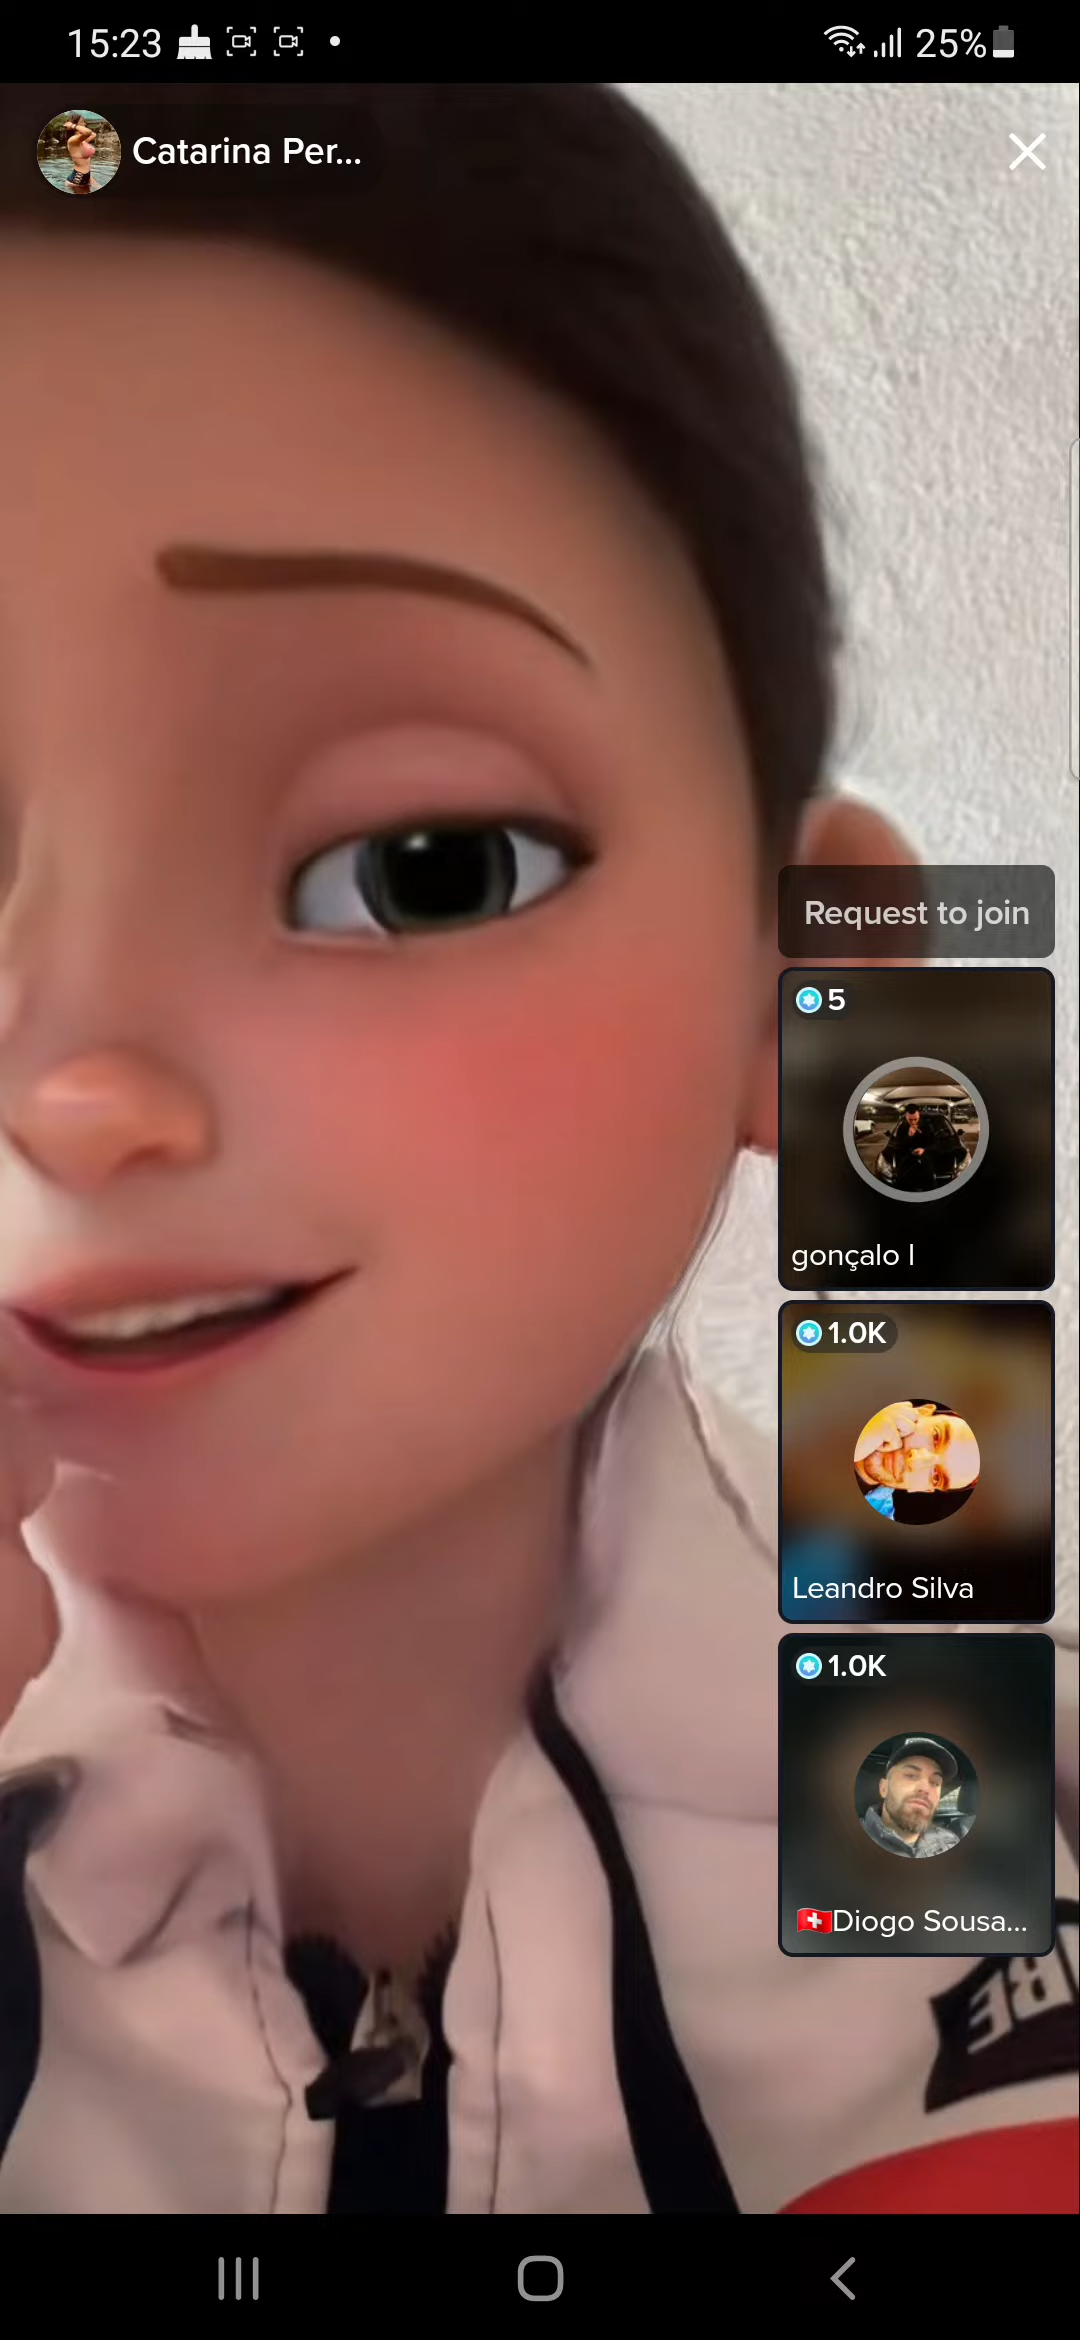 15:23
25%
Catarina Per...
Request to join
5
gonçalo l
1.0K
Leandro Silva
1.0K
🇨🇭Diogo Sousa...